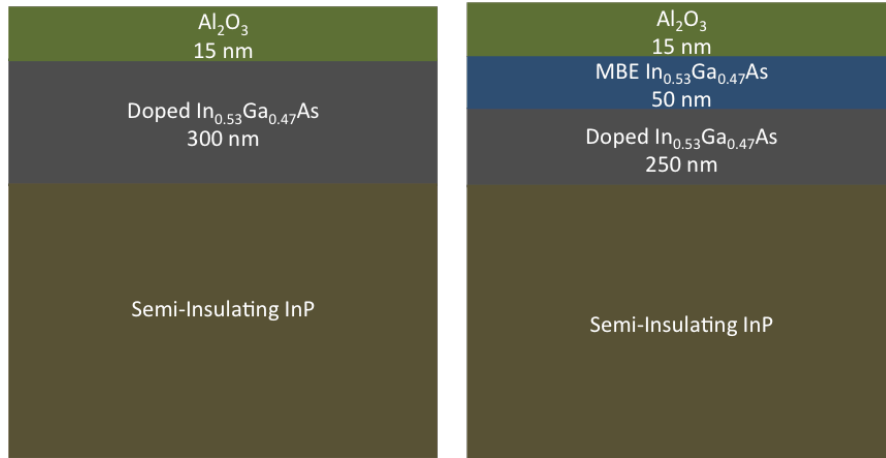 Al₂O₃
15 nm
Doped In₀.₅₃Ga₀.₄₇As
300 nm
Semi-Insulating InP
Al₂O₃
15 nm
MBE In₀.₅₃Ga₀.₄₇As
50 nm
Doped In₀.₅₃Ga₀.₄₇As
250 nm
Semi-Insulating InP